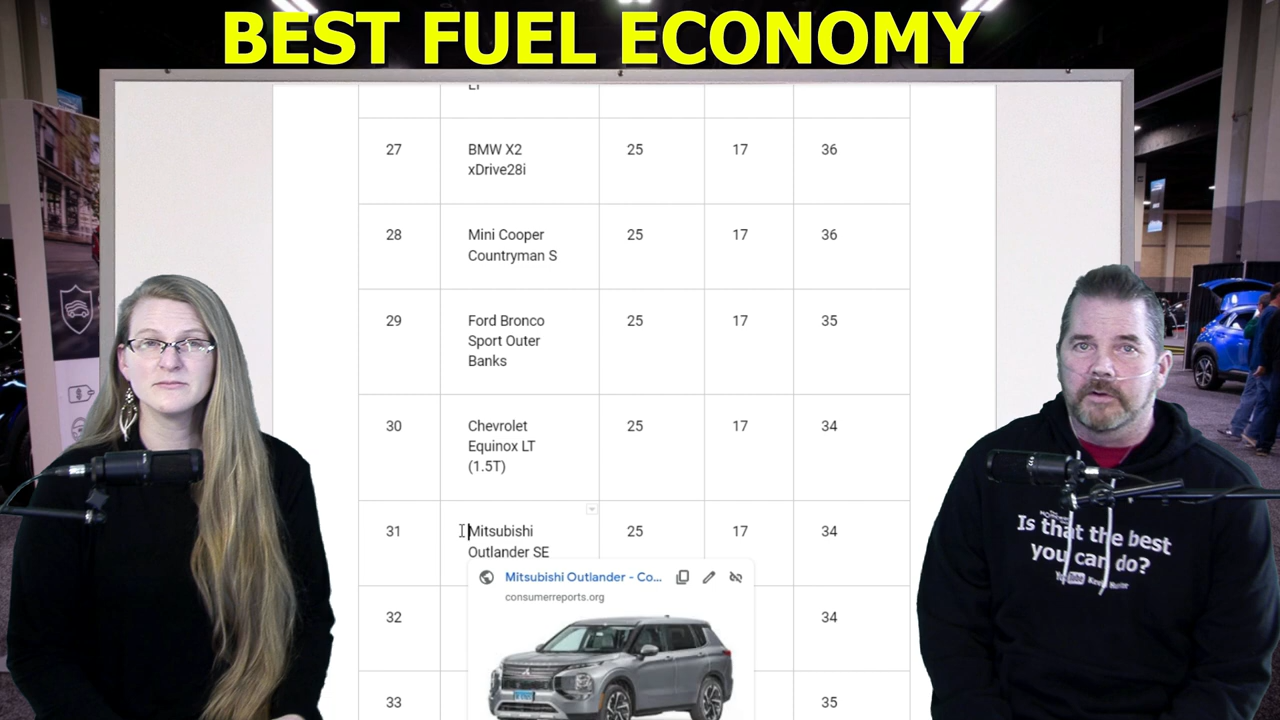 BEST FUEL ECONOMY
LT
27 BMW X2 25 17 36
xDrive28i
28 Mini Cooper 25 17 36
Countryman S
29 Ford Bronco 25 17 35
Sport Outer
Banks
30 Chevrolet 25 17 34
Equinox LT
(1.5T)
31 Mitsubishi 25 17 34
Outlander SE
Mitsubishi Outlander - Co...
consumerreports.org
32 34
33 35
Is that the best
you can do?
YouTube